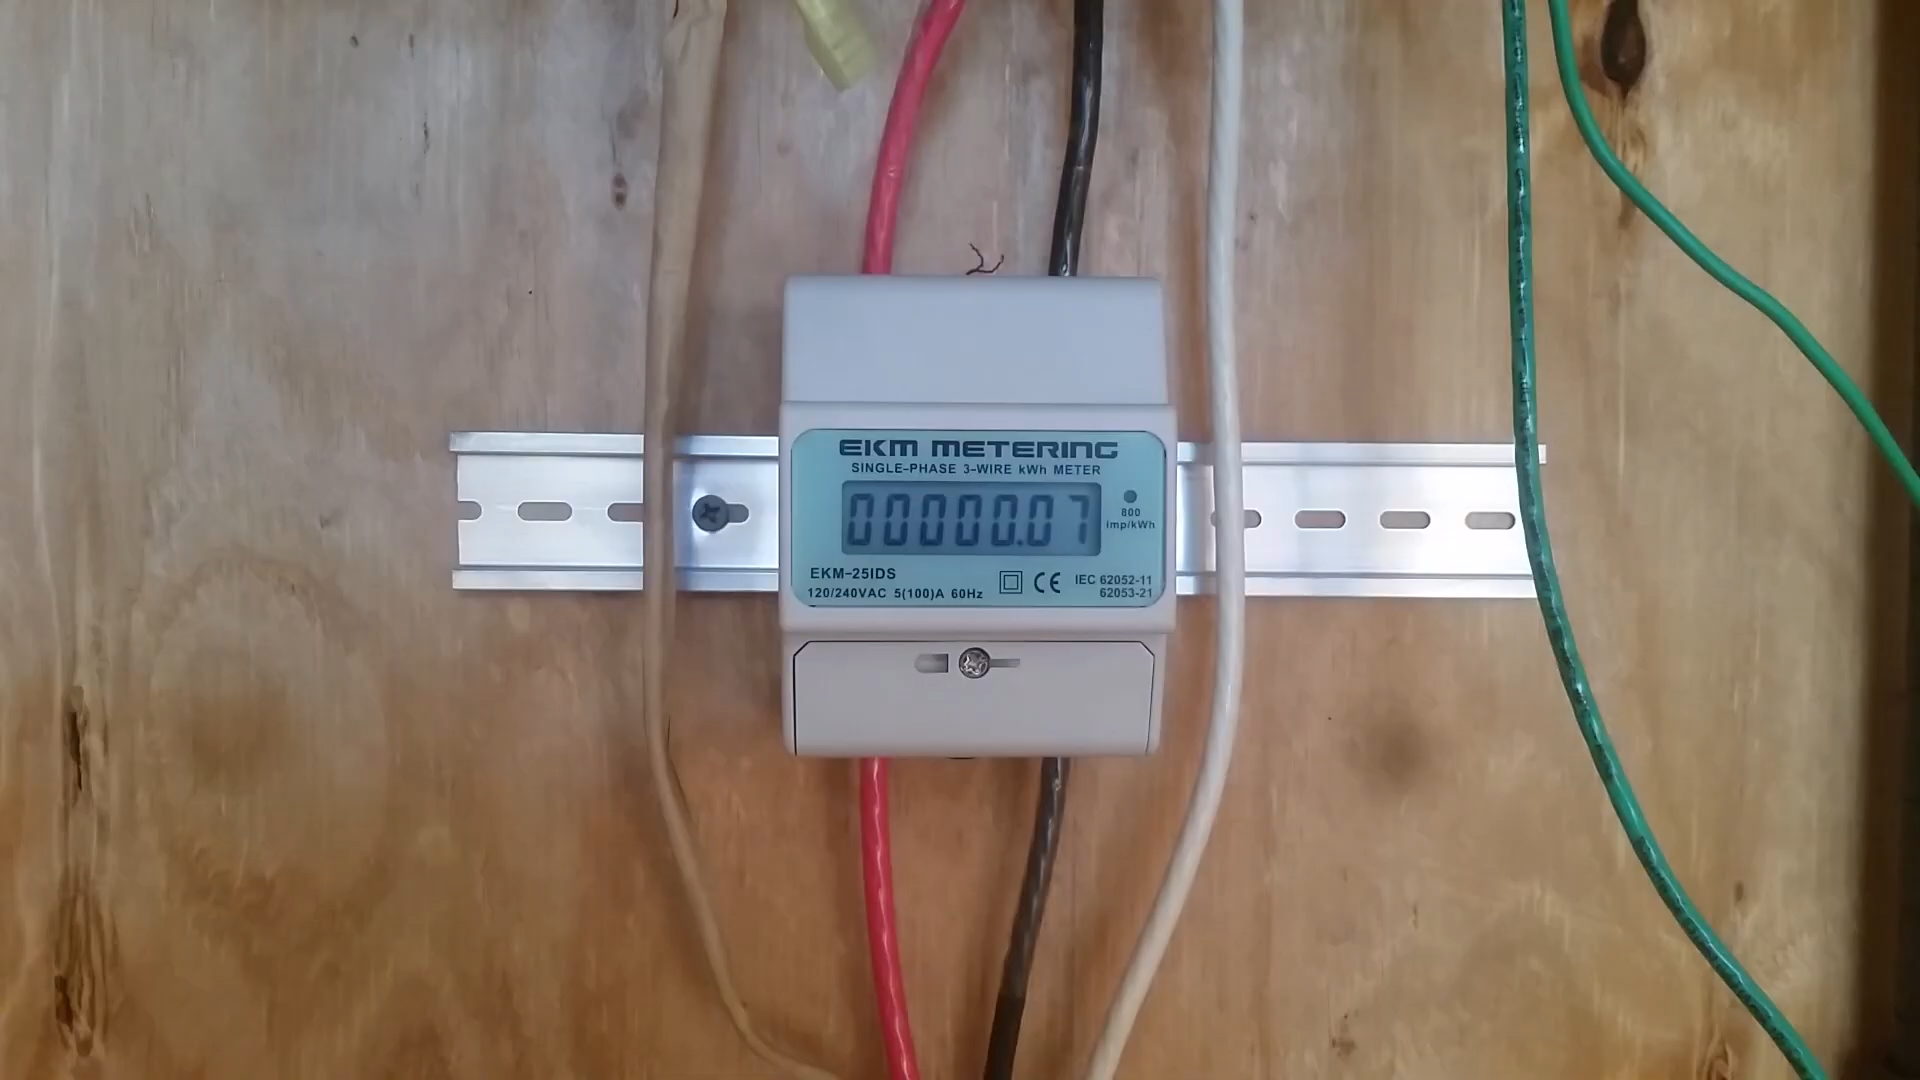 EKM METERING
SINGLE-PHASE 3-WIRE kWh METER
00000.07
800
imp/kWh
EKM-25IDS
120/240VAC 5(100)A 60Hz
CE
IEC 62052-11
62053-21